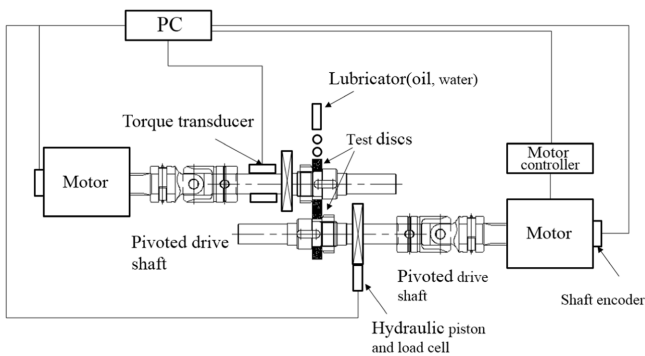 PC
Lubricator(oil, water)
Torque transducer
Test discs
Motor
controller
Motor
Motor
Pivoted drive
shaft
Pivoted drive
shaft
Shaft encoder
Hydraulic piston
and load cell